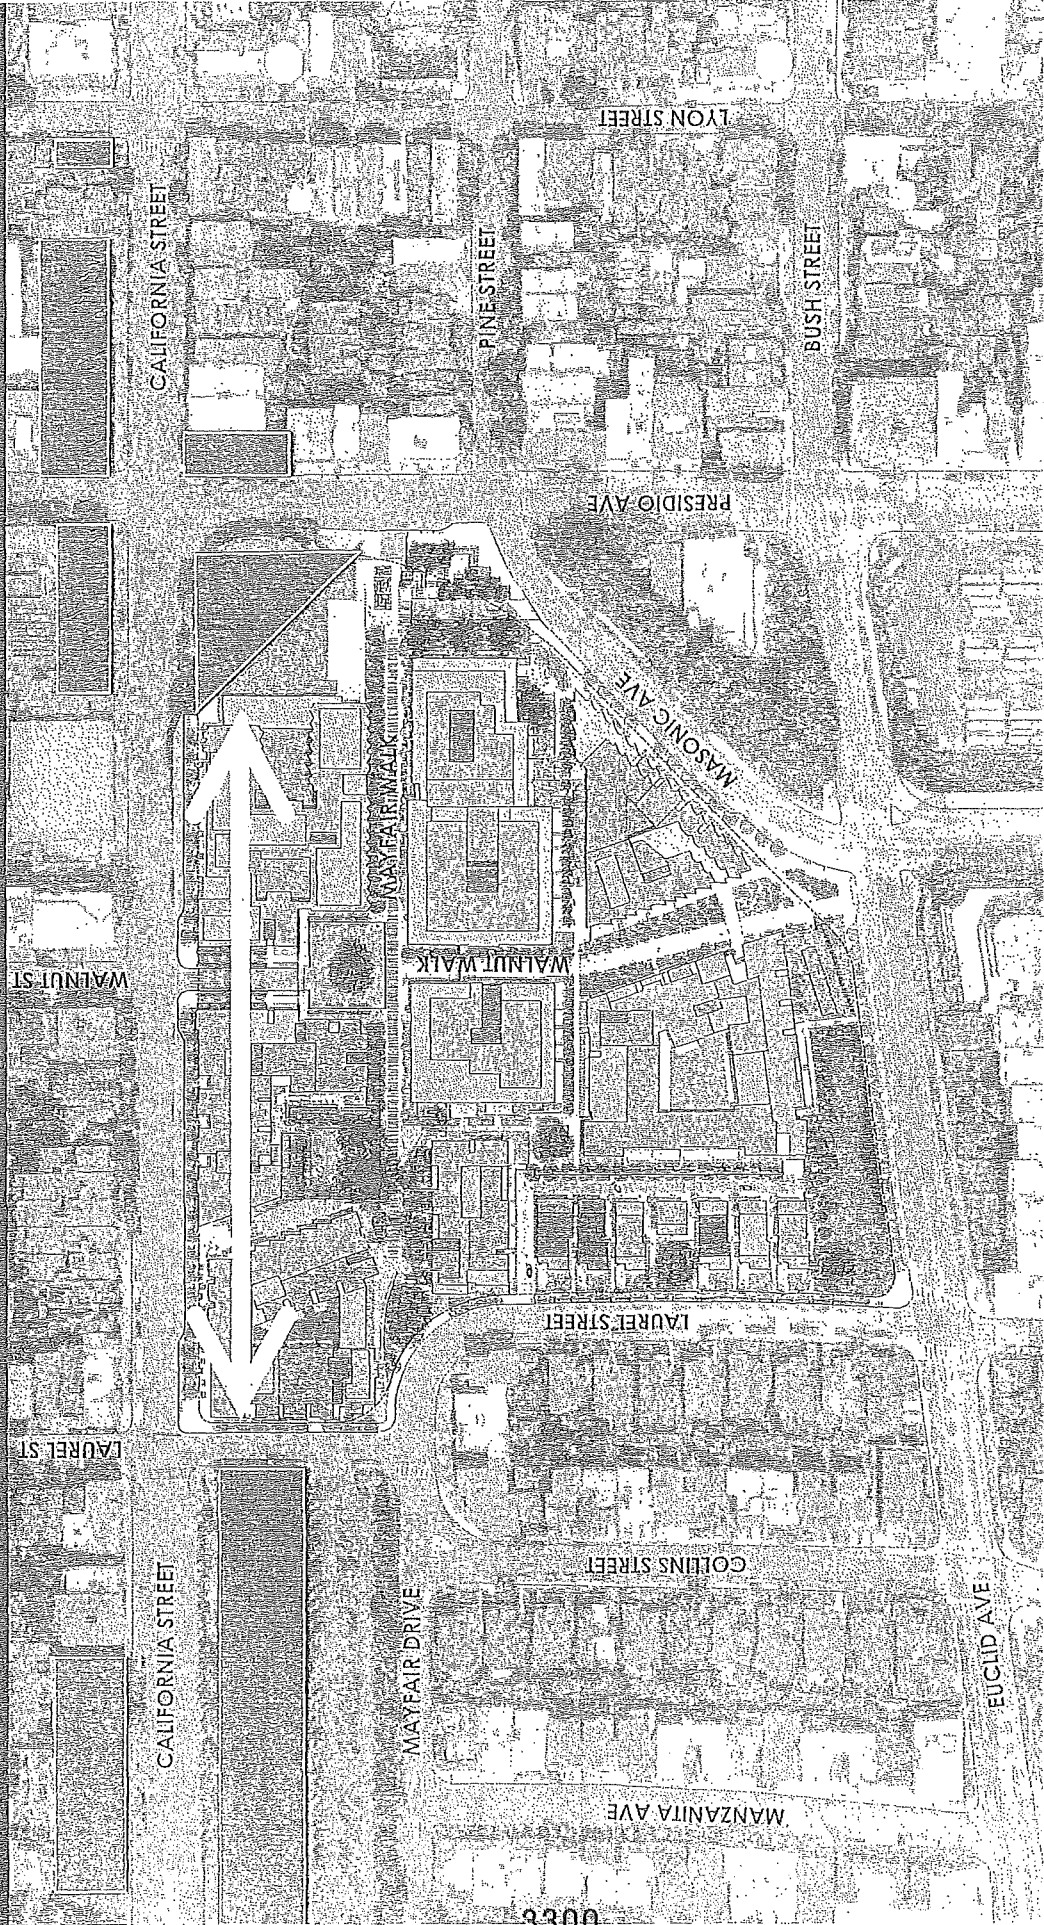 LYON STREET
CALIFORNIA STREET
PINE STREET
BUSH STREET
PRESIDIO AVE
MASONIC AVE
MAYFAIR WALK
WALNUT ST
WALNUT WALK
LAUREL STREET
LAUREL ST
COLLINS STREET
CALIFORNIA STREET
MAYFAIR DRIVE
EUCLID AVE
MANZANITA AVE
3300